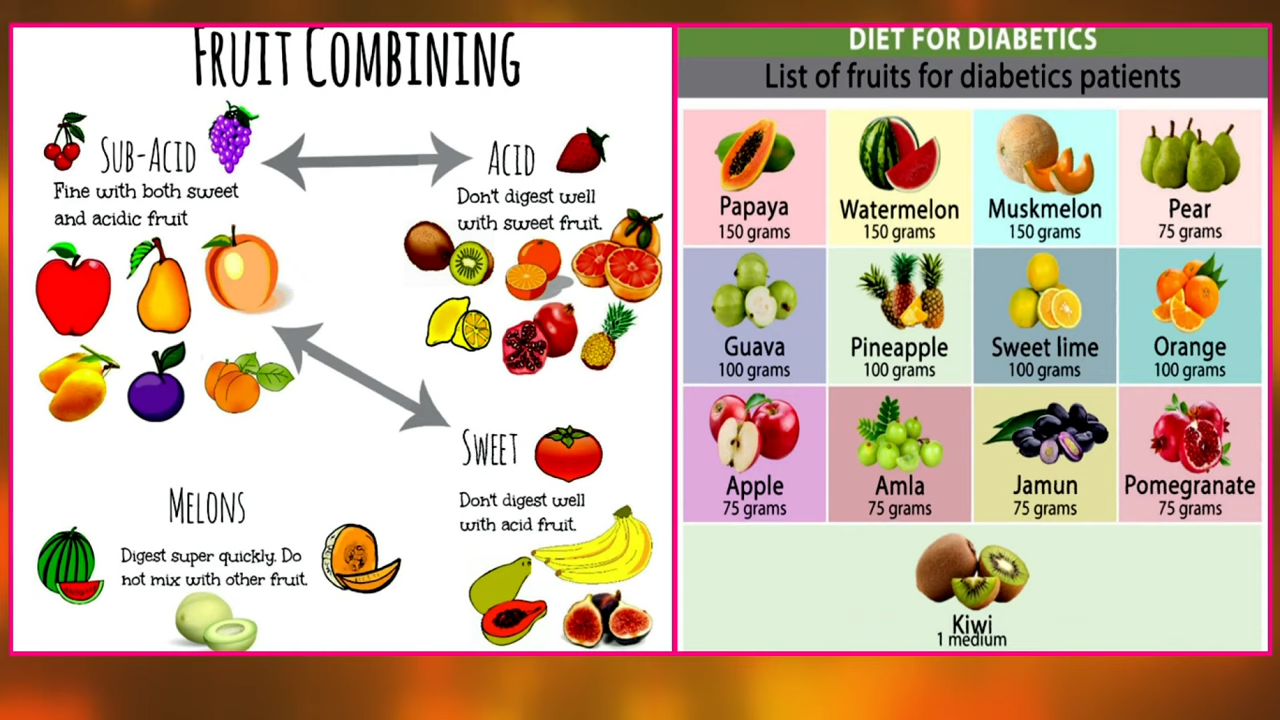 FRUIT COMBINING
SUB-ACID
Fine with both sweet
and acidic fruit
ACID
Don't digest well
with sweet fruit.
SWEET
Don't digest well
with acid fruit.
MELONS
Digest super quickly. Do
not mix with other fruit.
DIET FOR DIABETICS
List of fruits for diabetics patients
Papaya
150 grams
Watermelon
150 grams
Muskmelon
150 grams
Pear
75 grams
Guava
100 grams
Pineapple
100 grams
Sweet lime
100 grams
Orange
100 grams
Apple
75 grams
Amla
75 grams
Jamun
75 grams
Pomegranate
75 grams
Kiwi
1 medium